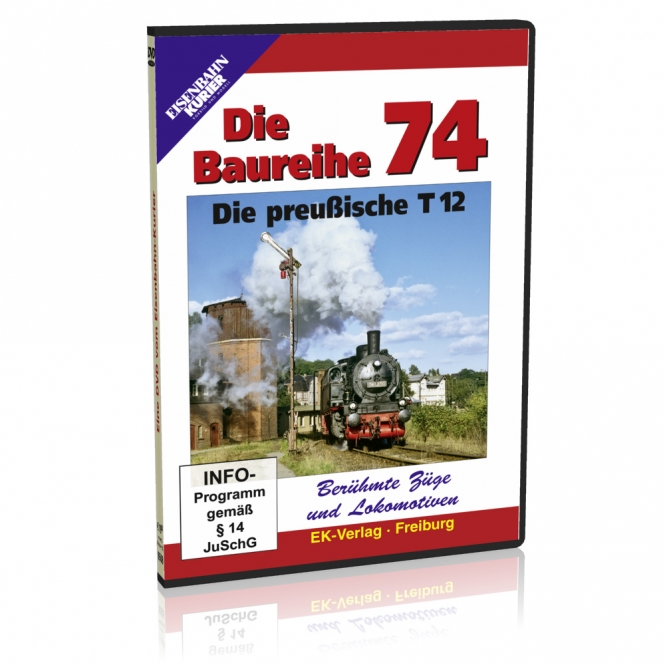 EISENBAHN
KURIER
Die
Baureihe 74
Die preußische T 12
Eine DVD vom Eisenbahn-Kurier
INFO-
Programm
gemäß
§ 14
JuSchG
Berühmte Züge
und Lokomotiven
EK-Verlag · Freiburg